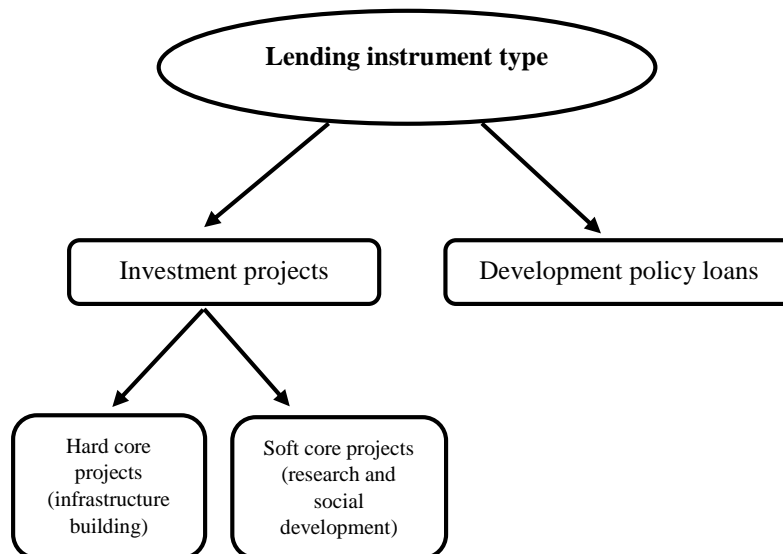 Lending instrument type
Investment projects
Development policy loans
Hard core
projects
(infrastructure
building)
Soft core projects
(research and
social
development)